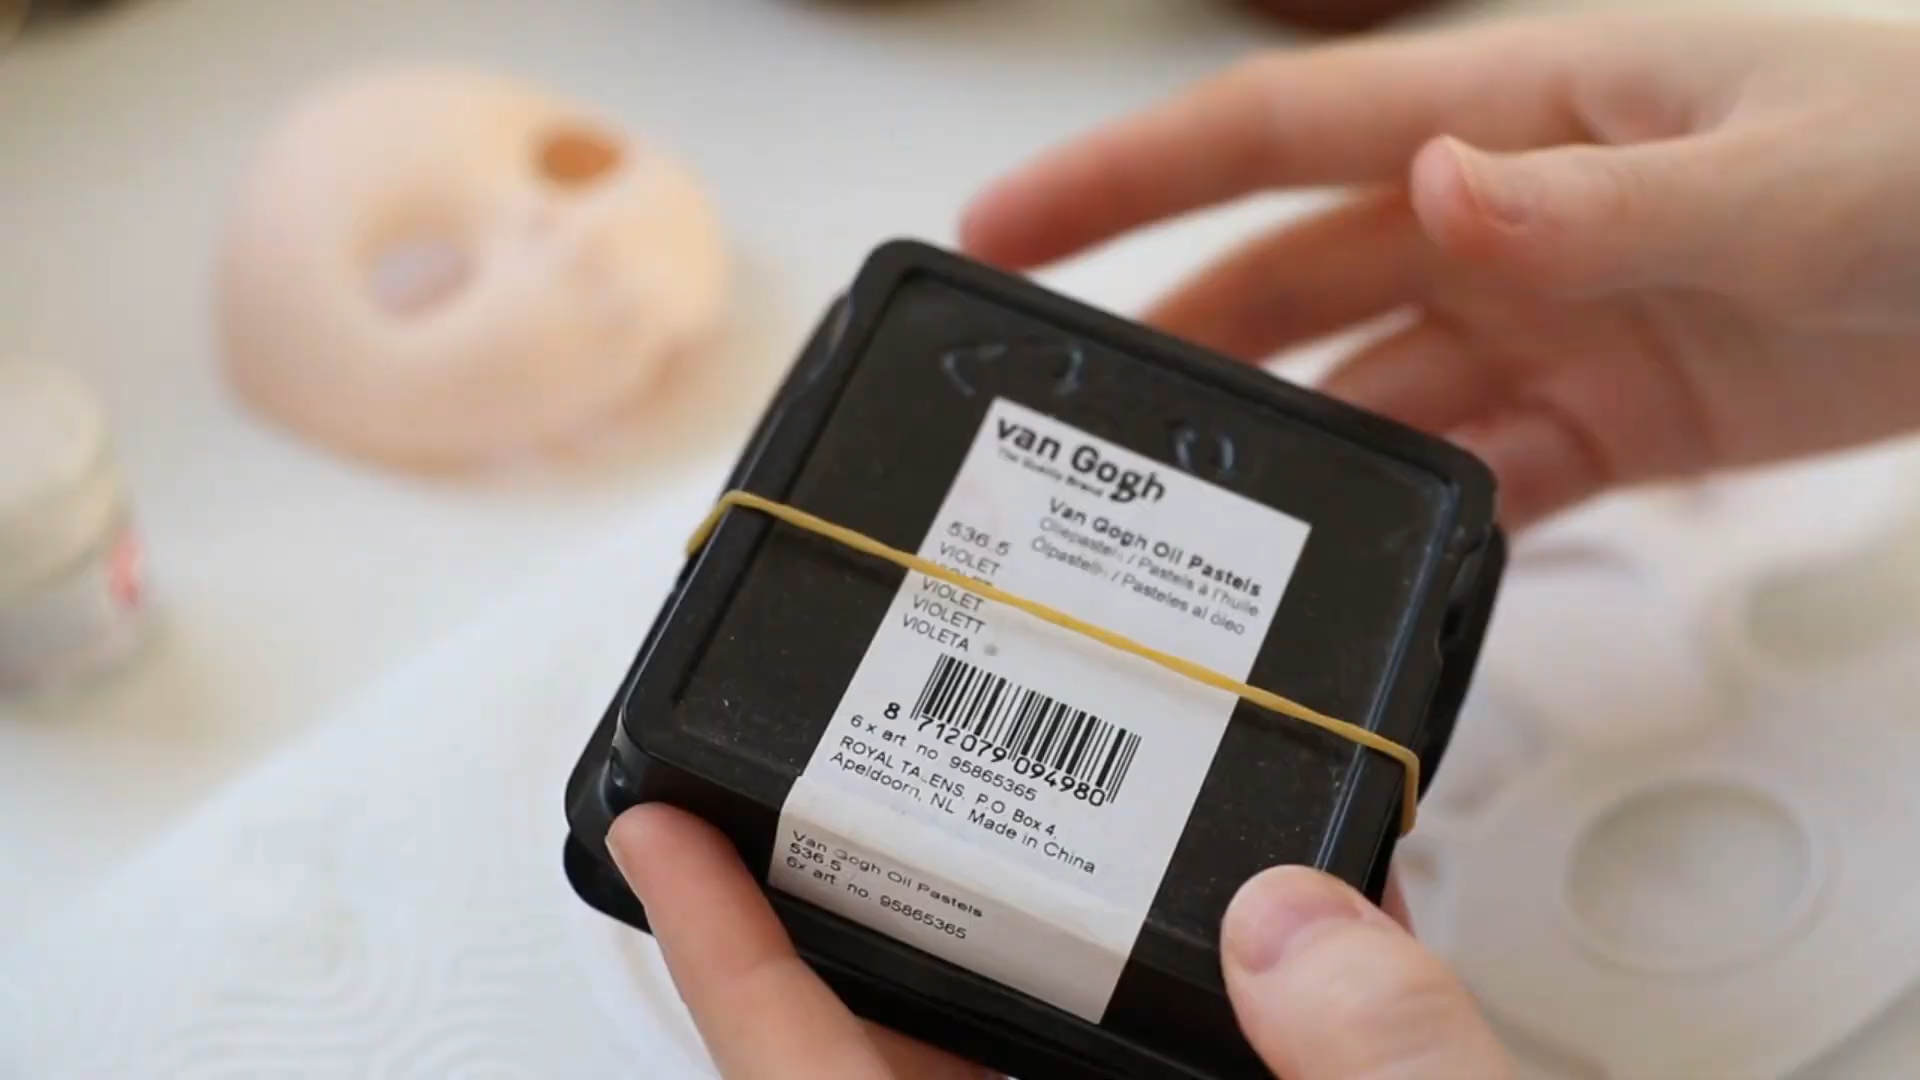 van Gogh
The Quality Brand
Van Gogh Oil Pastels
Oliepastels / Pastels à l'huile
Ölpastelle / Pasteles al óleo
536.5
VIOLET
VIOLET
VIOLETT
VIOLETA
8 712079 094980
6 x art. no. 95865365
ROYAL TALENS, P.O. Box 4,
Apeldoorn, NL Made in China
Van Gogh Oil Pastels
536.5
6x art. no. 95865365